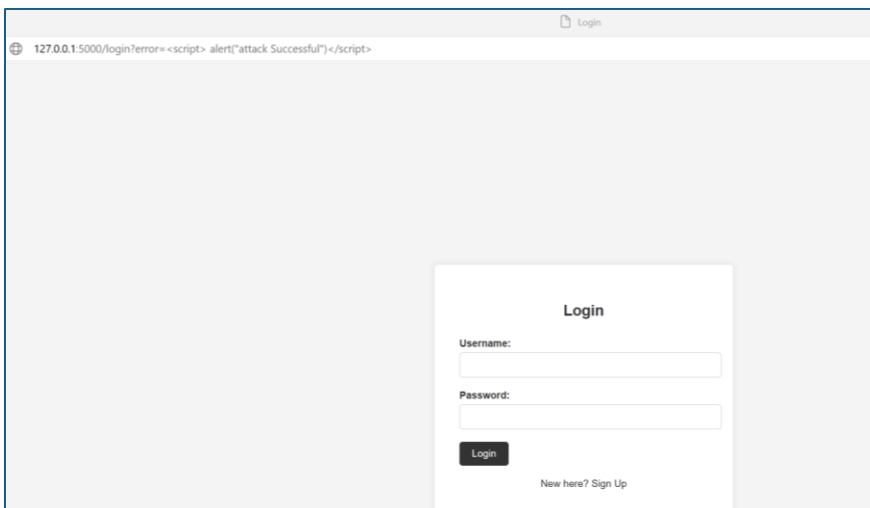 Login
127.0.0.1:5000/login?error=<script> alert("attack Successful")</script>
Login
Username:
Password:
Login
New here? Sign Up